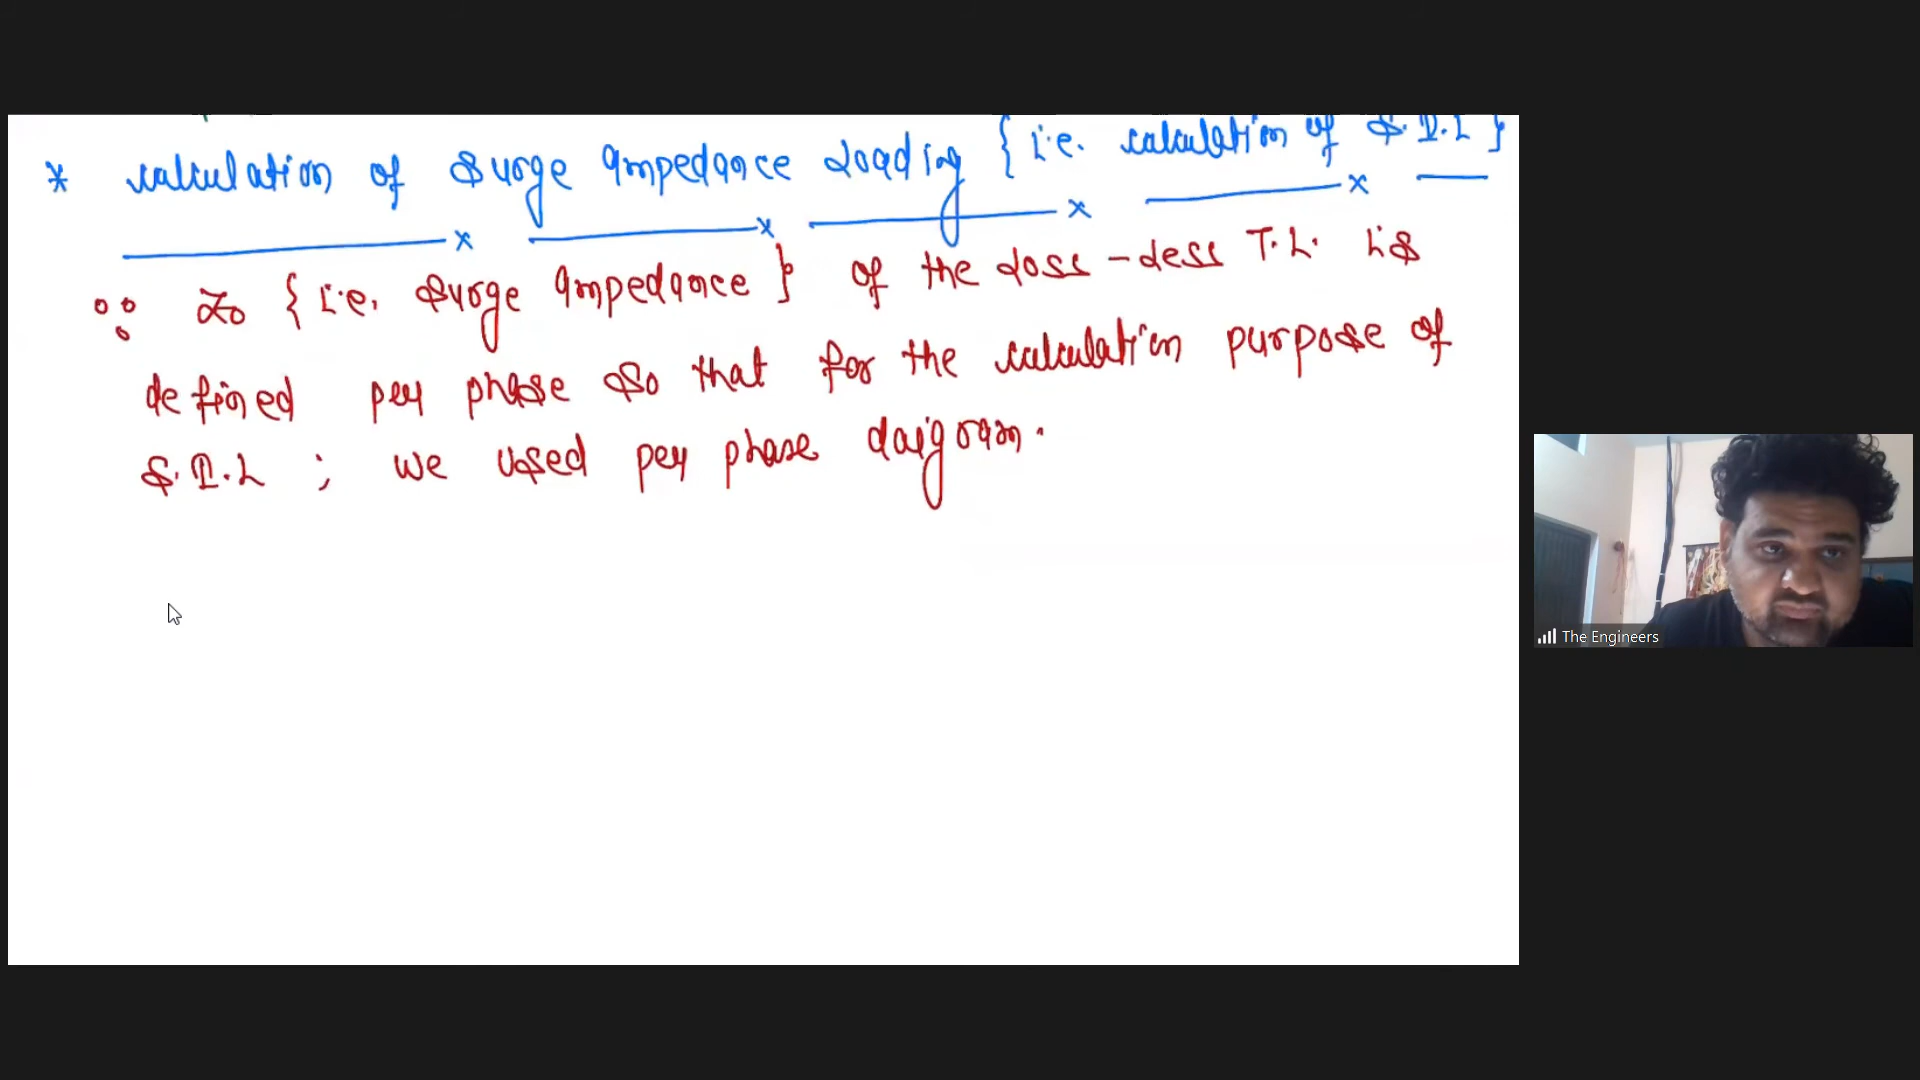 * calculation of Surge Impedance Loading { i.e. calculation of S.I.L }
∵ Zo { i.e. Surge Impedance } of the loss-less T.L. is
defined per phase so that for the calculation purpose of
S.I.L ; we used per phase daigram.
The Engineers